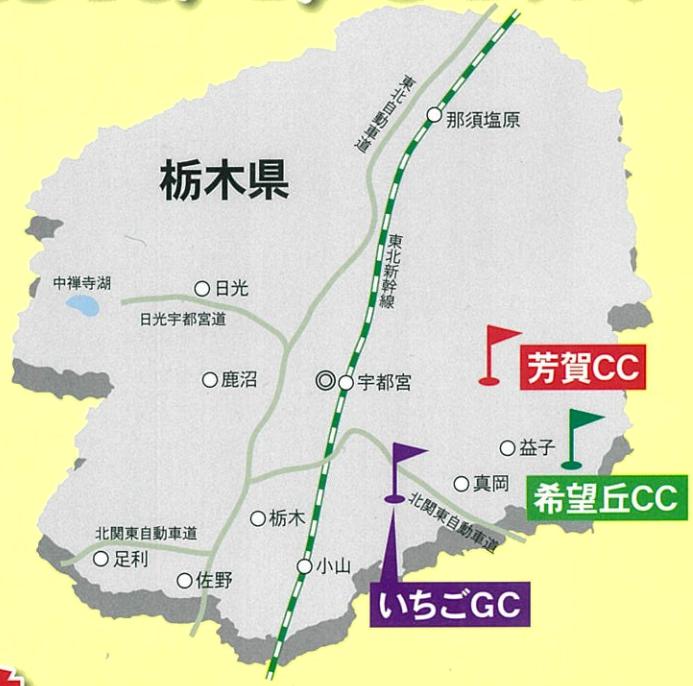 東北自動車道
那須塩原
栃木県
東北新幹線
中禅寺湖
日光
日光宇都宮道
芳賀CC
鹿沼
宇都宮
益子
真岡
希望丘CC
北関東自動車道
栃木
北関東自動車道
足利
佐野
小山
いちごGC